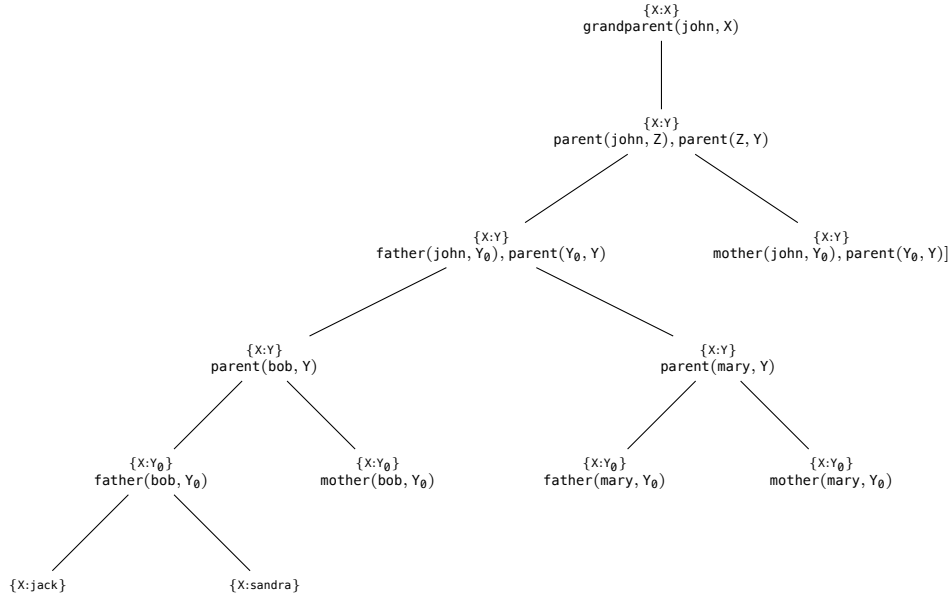 {X:X}
grandparent(john, X)
{X:Y}
parent(john, Z), parent(Z, Y)
{X:Y}
father(john, Y₀), parent(Y₀, Y)
{X:Y}
mother(john, Y₀), parent(Y₀, Y)]
{X:Y}
parent(bob, Y)
{X:Y}
parent(mary, Y)
{X:Y₀}
father(bob, Y₀)
{X:Y₀}
mother(bob, Y₀)
{X:Y₀}
father(mary, Y₀)
{X:Y₀}
mother(mary, Y₀)
{X:jack}
{X:sandra}